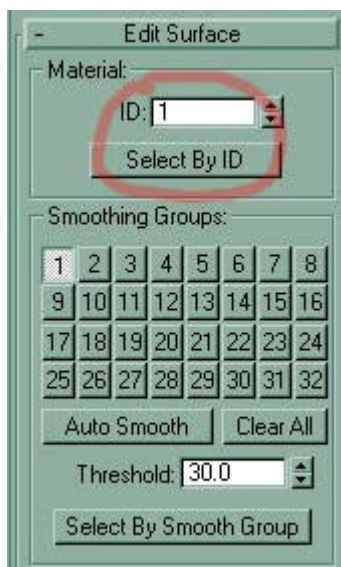 - Edit Surface
Material:
ID: 1
Select By ID
Smoothing Groups:
1 2 3 4 5 6 7 8
9 10 11 12 13 14 15 16
17 18 19 20 21 22 23 24
25 26 27 28 29 30 31 32
Auto Smooth Clear All
Threshold: 30.0
Select By Smooth Group